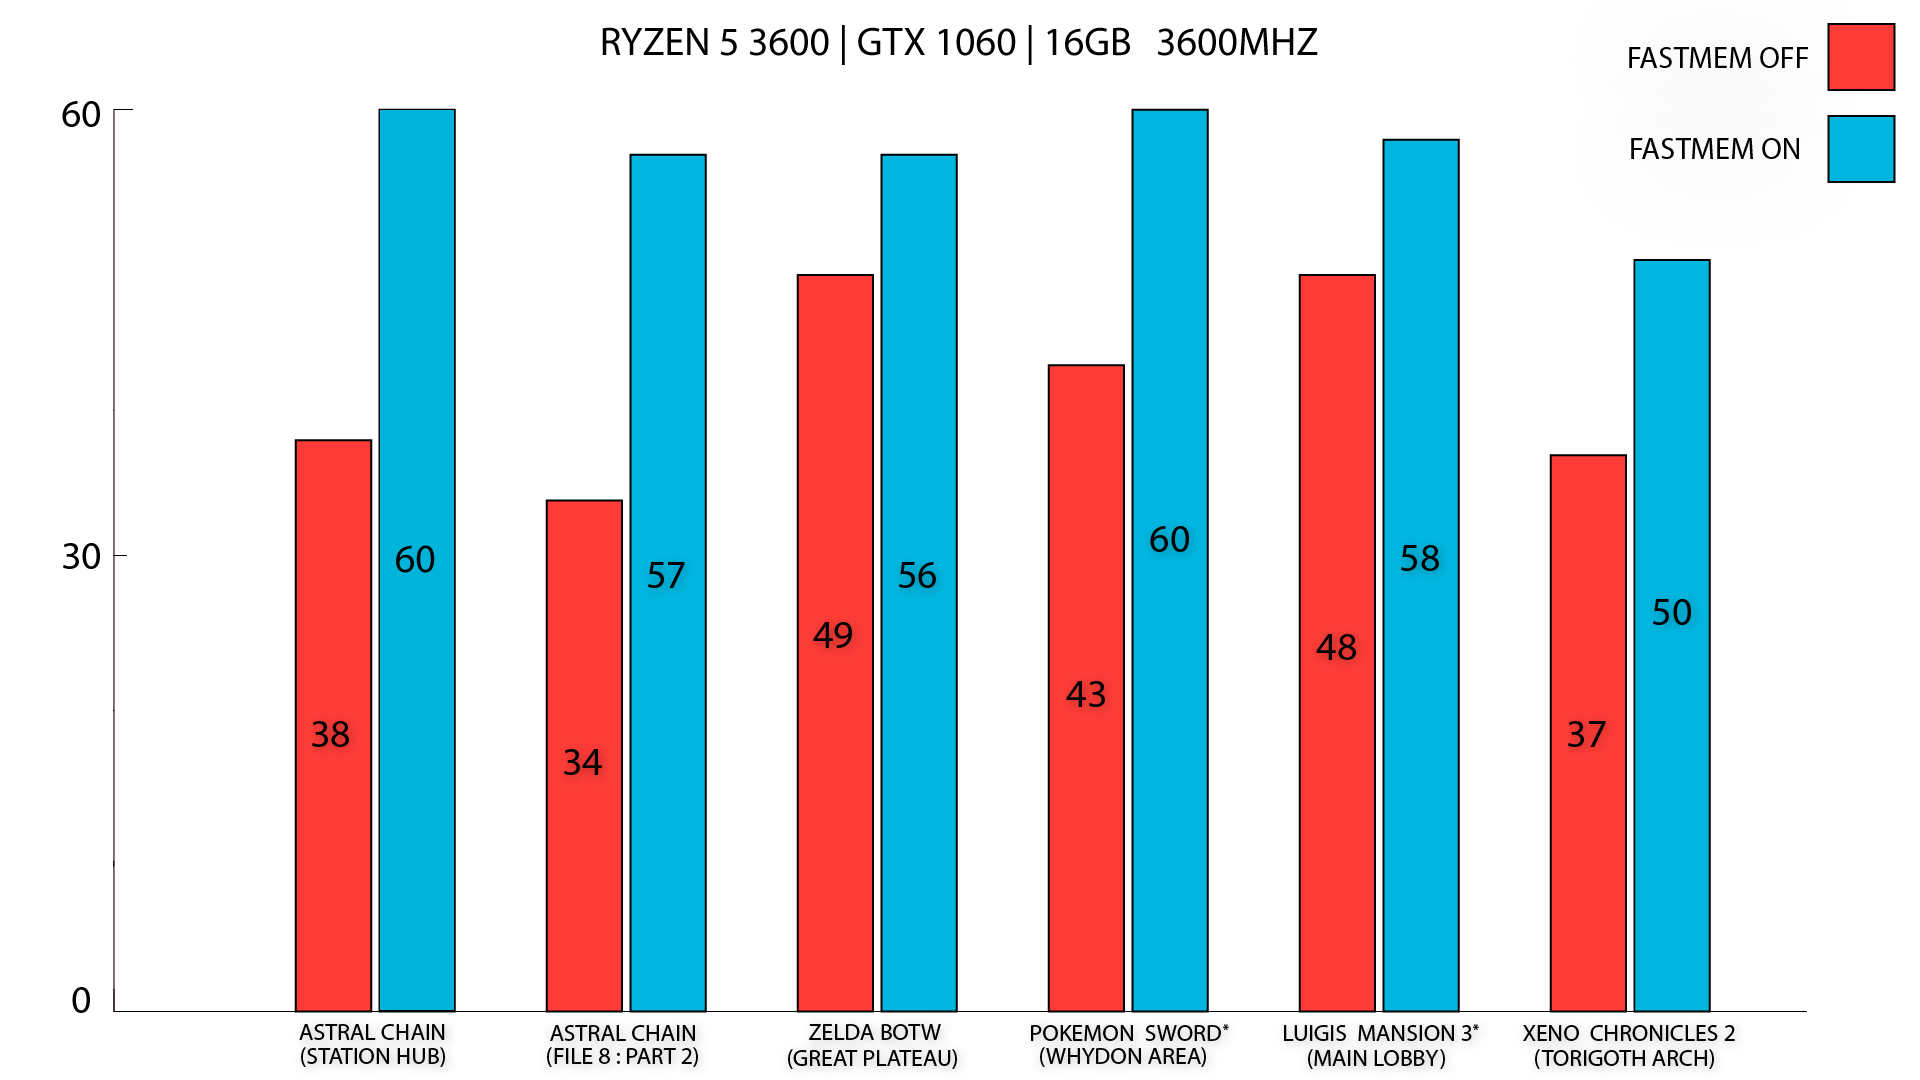 RYZEN 5 3600 | GTX 1060 | 16GB 3600MHZ
FASTMEM OFF
FASTMEM ON
60
30
0
38
60
34
57
49
56
43
60
48
58
37
50
ASTRAL CHAIN
(STATION HUB)
ASTRAL CHAIN
(FILE 8 : PART 2)
ZELDA BOTW
(GREAT PLATEAU)
POKEMON SWORD*
(WHYDON AREA)
LUIGIS MANSION 3*
(MAIN LOBBY)
XENO CHRONICLES 2
(TORIGOTH ARCH)